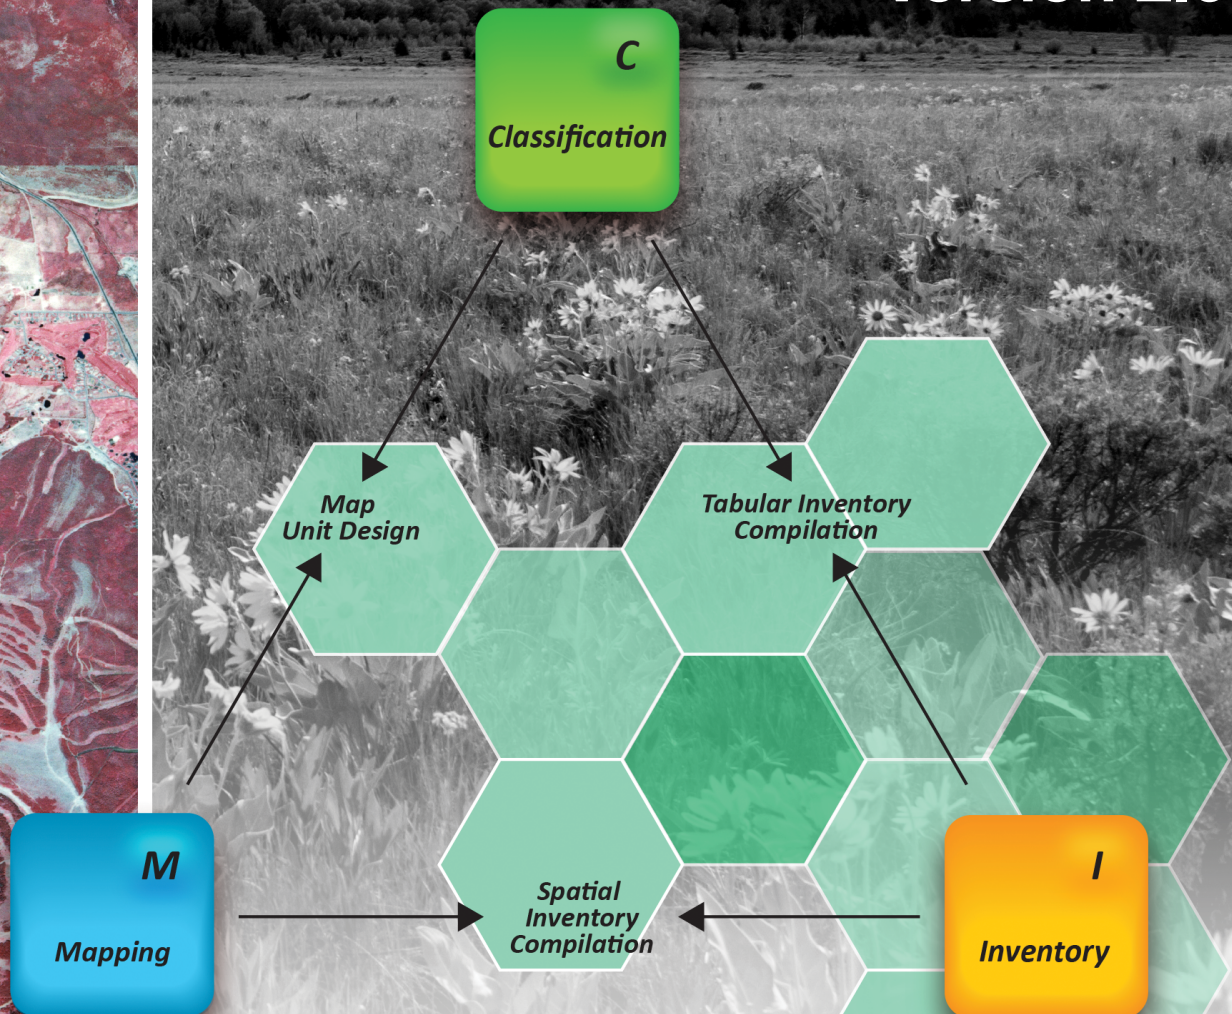 C
Classification
Map
Unit Design
Tabular Inventory
Compilation
M
Mapping
Spatial
Inventory
Compilation
I
Inventory